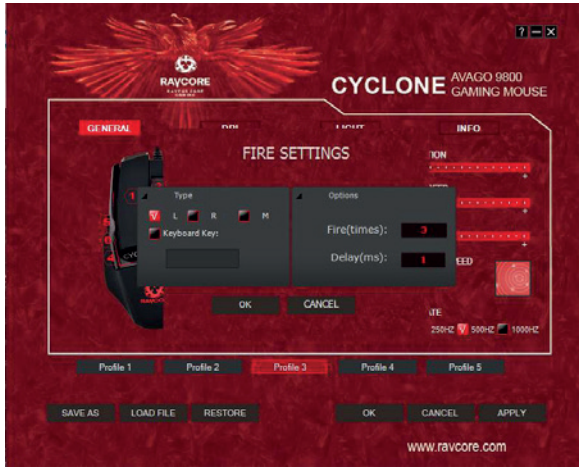 ? — X
RAVCORE
CYCLONE AVAGO 9800
GAMING MOUSE
GENERAL DPI LIGHT INFO
FIRE SETTINGS
Type Options
L R M
Keyboard Key:
Fire(times): 3
Delay(ms): 1
1
OK CANCEL
250HZ 500HZ 1000HZ
Profile 1 Profile 2 Profile 3 Profile 4 Profile 5
SAVE AS LOAD FILE RESTORE OK CANCEL APPLY
www.ravcore.com